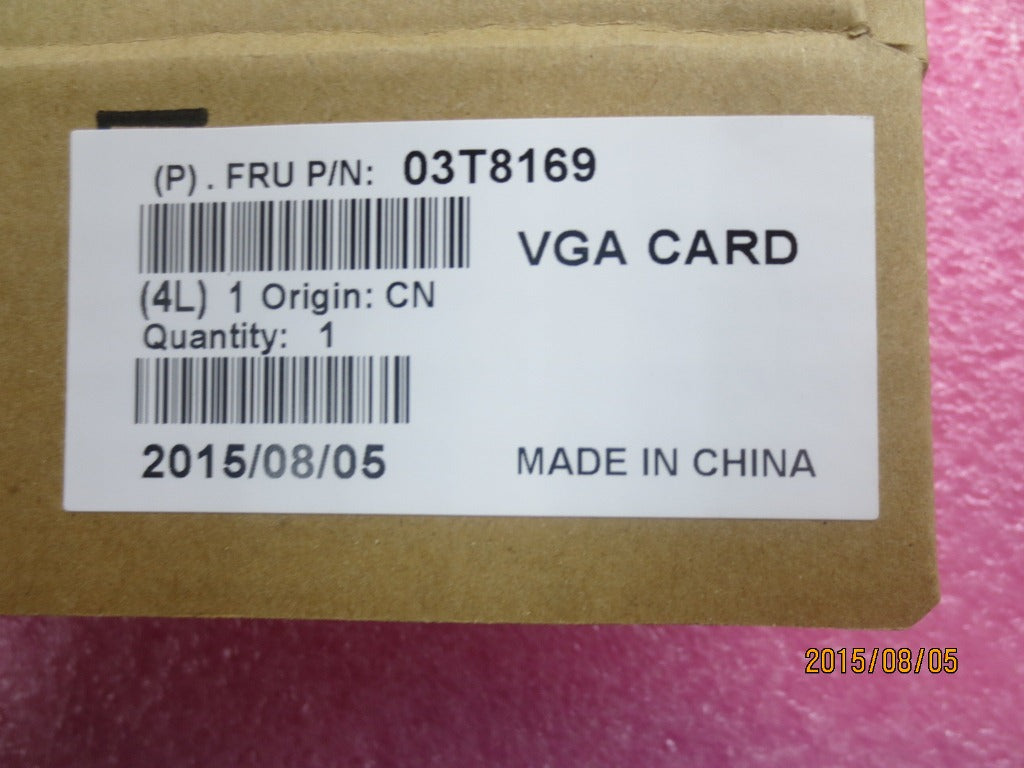 (P) . FRU P/N: 03T8169
VGA CARD
(4L) 1 Origin: CN
Quantity: 1
2015/08/05
MADE IN CHINA
2015/08/05